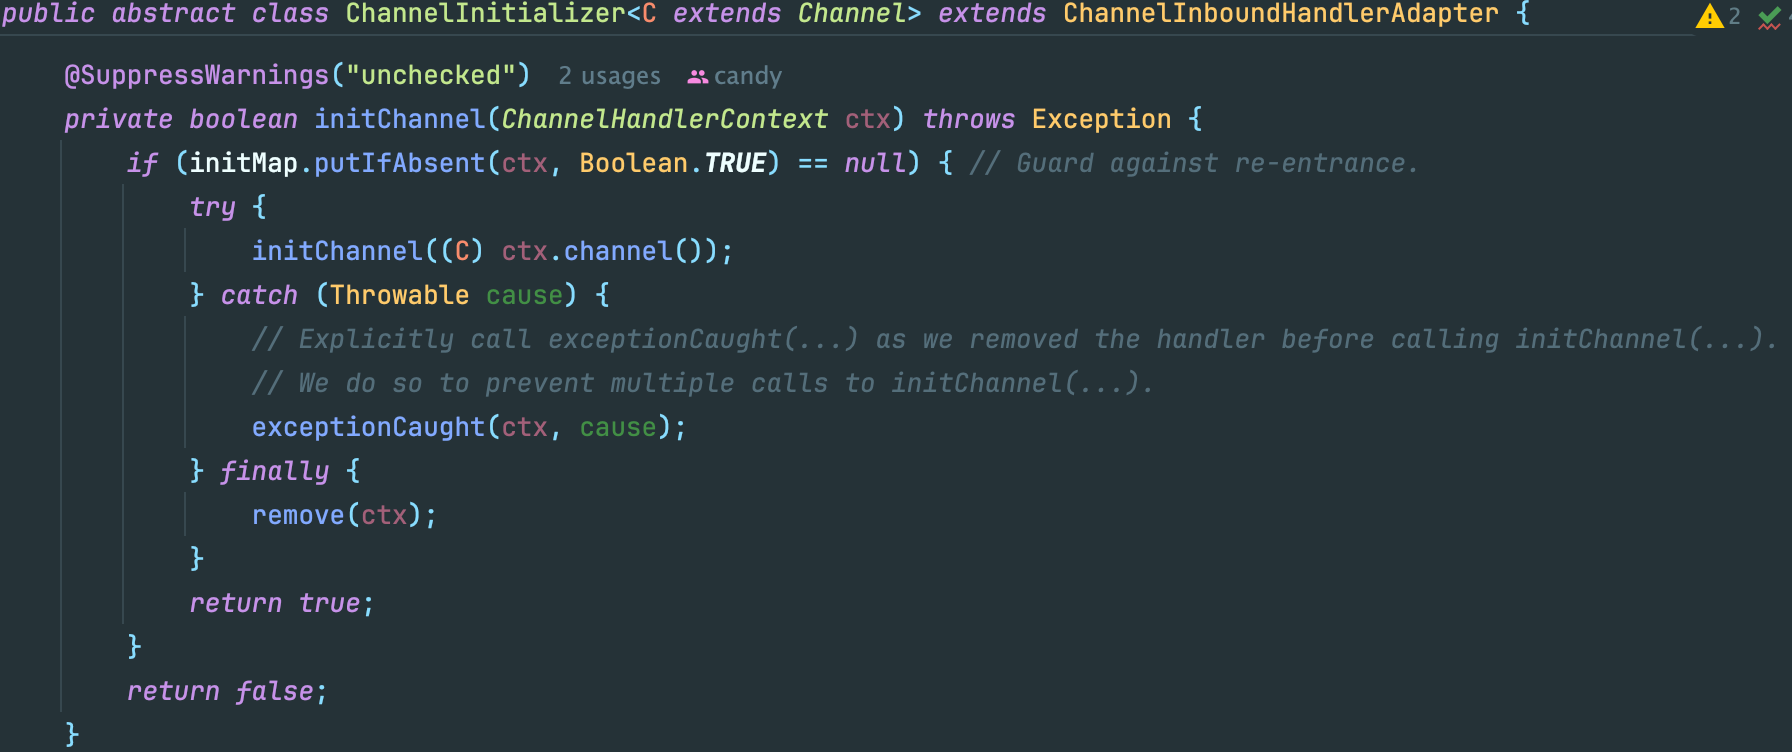 public abstract class ChannelInitializer<C extends Channel> extends ChannelInboundHandlerAdapter { 2
@SuppressWarnings("unchecked") 2 usages candy
private boolean initChannel(ChannelHandlerContext ctx) throws Exception {
if (initMap.putIfAbsent(ctx, Boolean.TRUE) == null) { // Guard against re-entrance.
try {
initChannel((C) ctx.channel());
} catch (Throwable cause) {
// Explicitly call exceptionCaught(...) as we removed the handler before calling initChannel(...).
// We do so to prevent multiple calls to initChannel(...).
exceptionCaught(ctx, cause);
} finally {
remove(ctx);
}
return true;
}
return false;
}